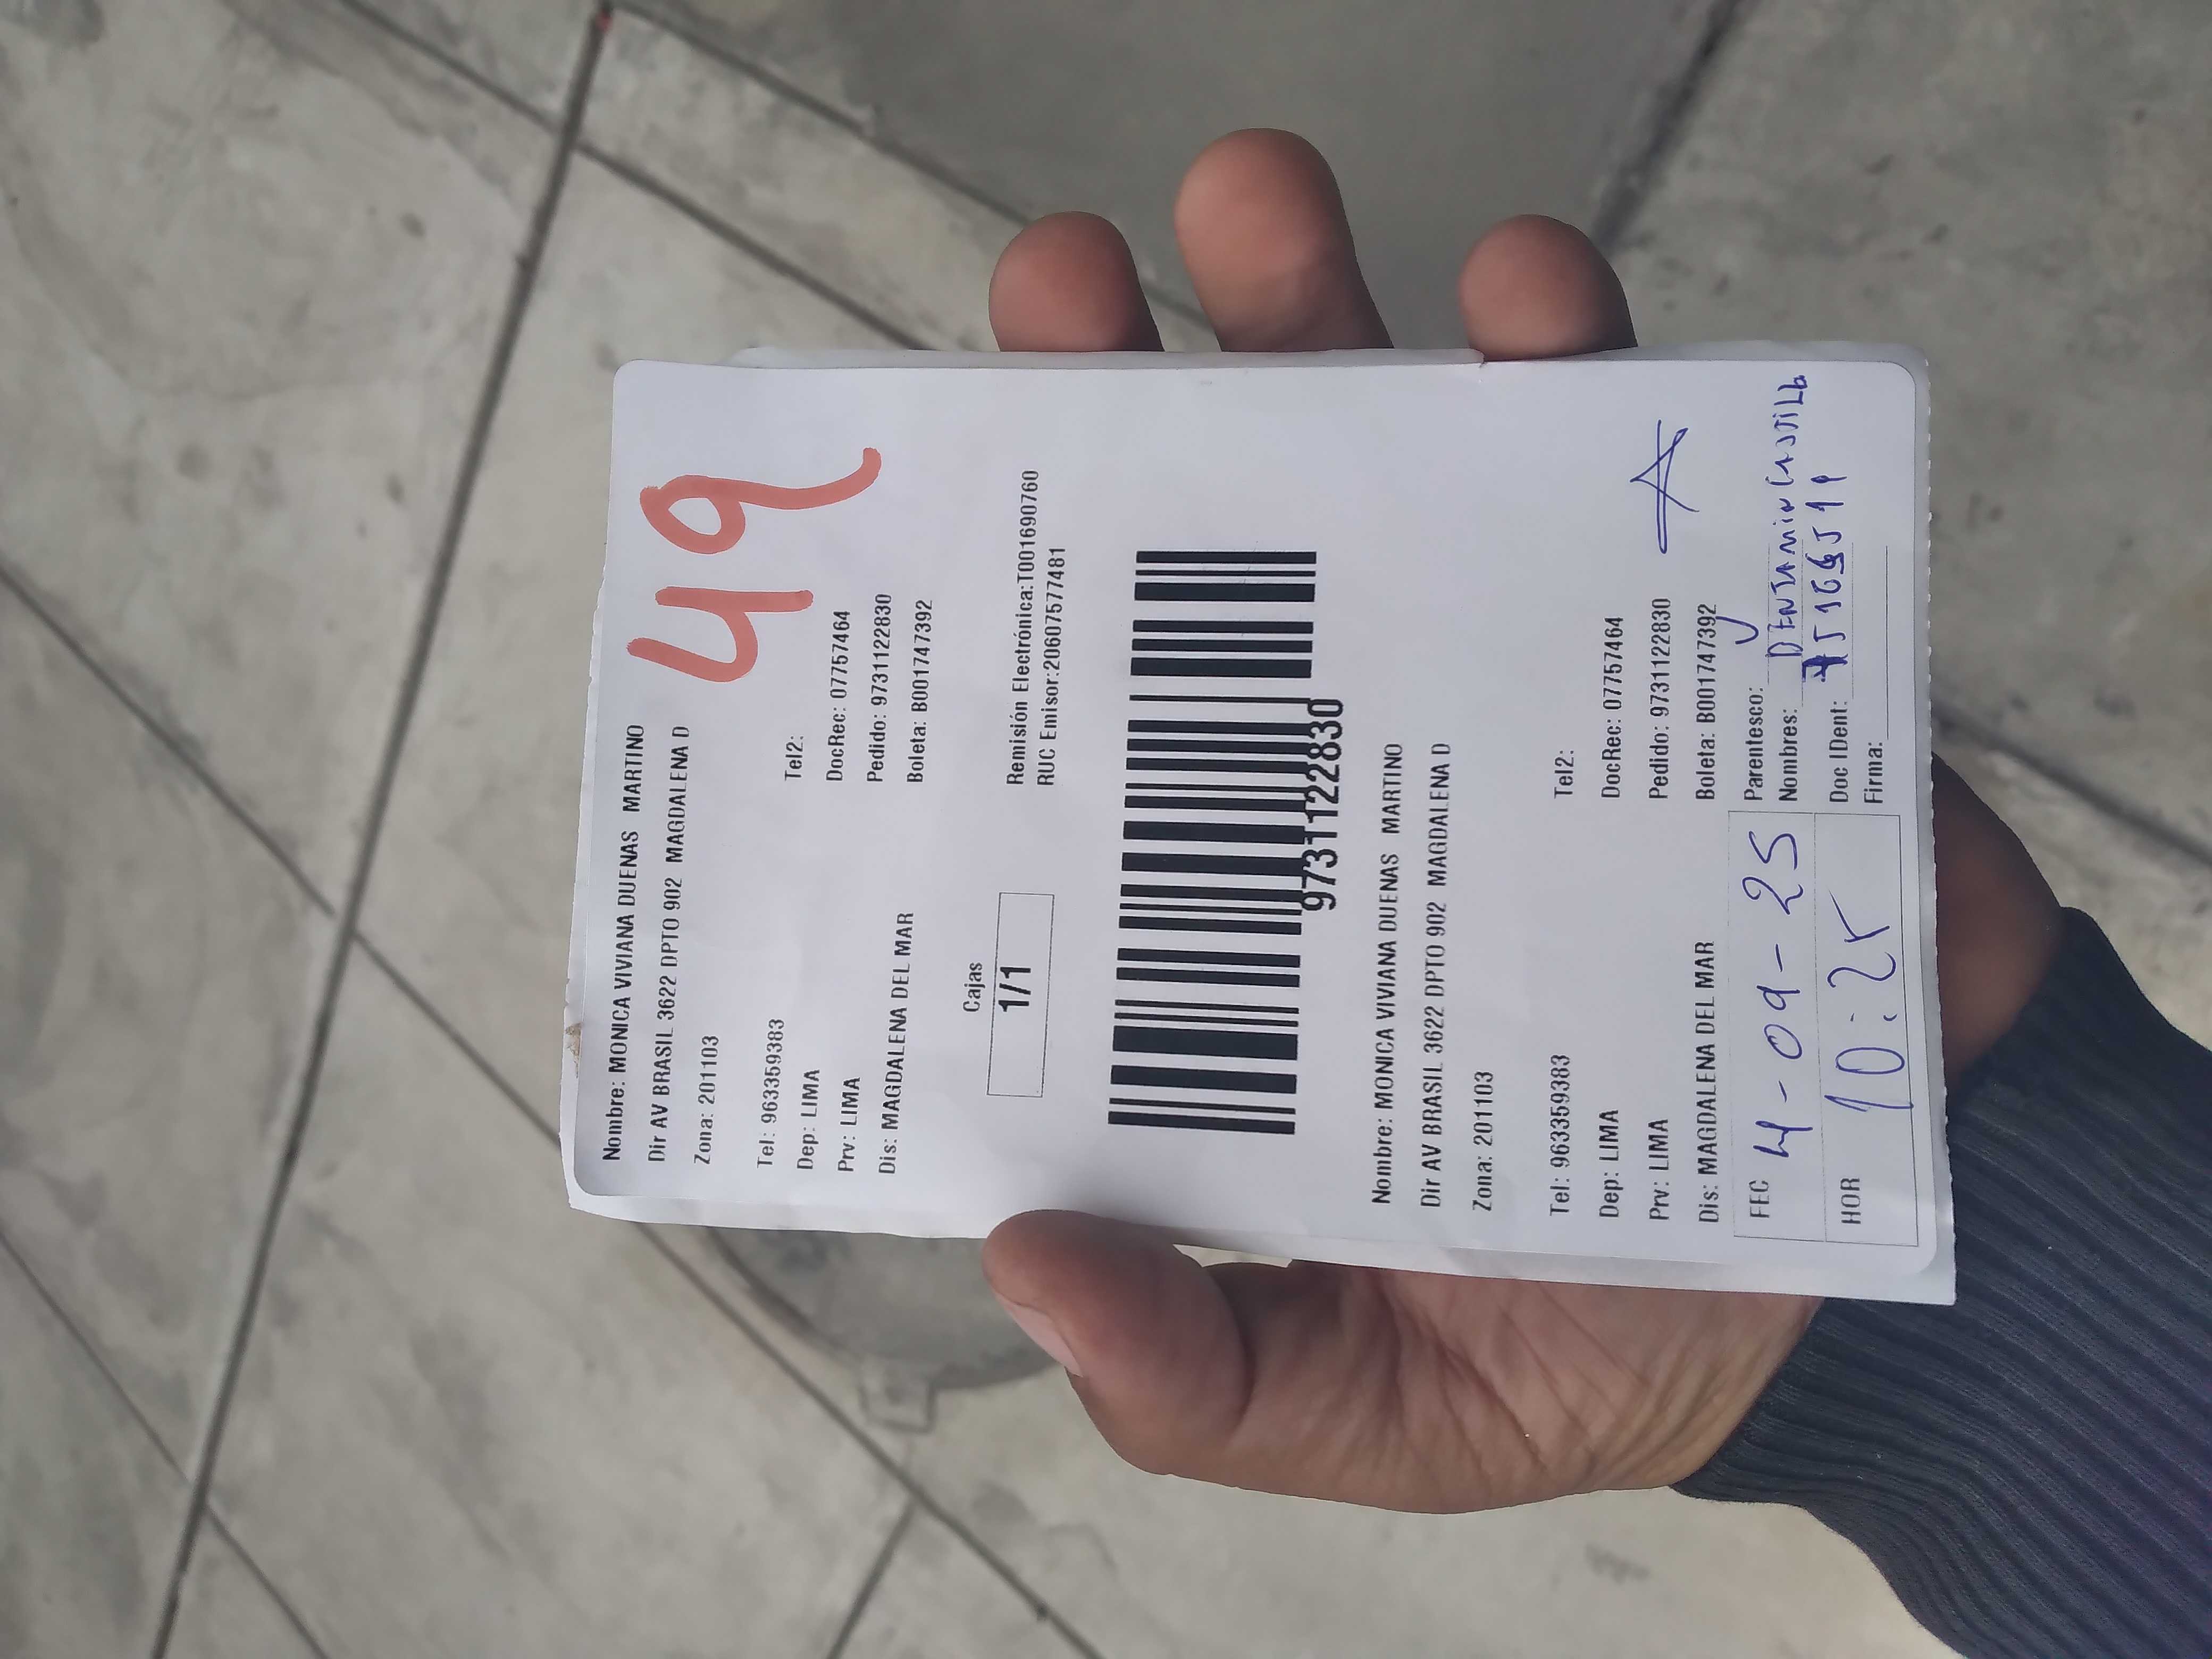 49
Nombre: MONICA VIVIANA DUENAS MARTINO
Dir AV BRASIL 3622 DPTO 902 MAGDALENA D
Zona: 201103
Tel: 963359383 Tel2:
Dep: LIMA DocRec: 07757464
Prv: LIMA Pedido: 9731122830
Dis: MAGDALENA DEL MAR Boleta: B001747392
Cajas
1/1
Remisión Electrónica:T001690760
RUC Emisor:20607577481
9731122830
Nombre: MONICA VIVIANA DUENAS MARTINO
Dir AV BRASIL 3622 DPTO 902 MAGDALENA D
Zona: 201103
Tel: 963359383 Tel2:
Dep: LIMA DocRec: 07757464
Prv: LIMA Pedido: 9731122830
Dis: MAGDALENA DEL MAR Boleta: B001747392
FEC 4-09-25 Parentesco:
Nombres:
HOR 10:25 Doc IDent:
Firma: